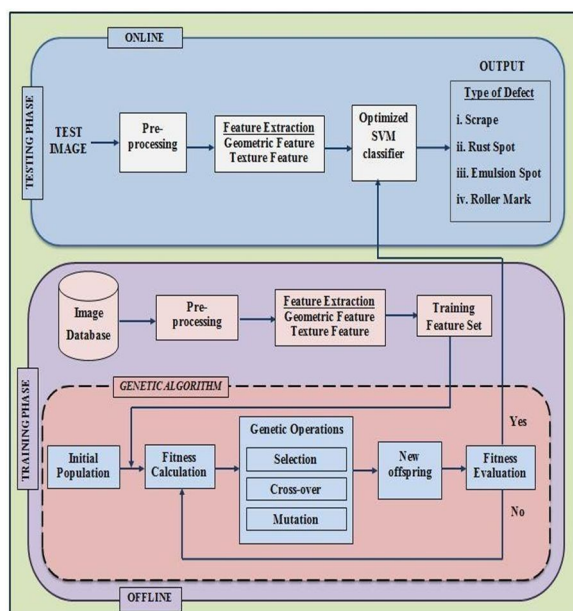 ONLINE
TESTING PHASE
TEST
IMAGE
Pre-
processing
Feature Extraction
Geometric Feature
Texture Feature
Optimized
SVM
classifier
OUTPUT
Type of Defect
i. Scrape
ii. Rust Spot
iii. Emulsion Spot
iv. Roller Mark
TRAINING PHASE
Image
Database
Pre-
processing
Feature Extraction
Geometric Feature
Texture Feature
Training
Feature Set
GENETIC ALGORITHM
Initial
Population
Fitness
Calculation
Genetic Operations
Selection
Cross-over
Mutation
New
offspring
Fitness
Evaluation
Yes
No
OFFLINE